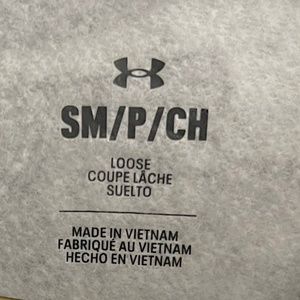 SM/P/CH
LOOSE
COUPE LÂCHE
SUELTO
MADE IN VIETNAM
FABRIQUÉ AU VIETNAM
HECHO EN VIETNAM